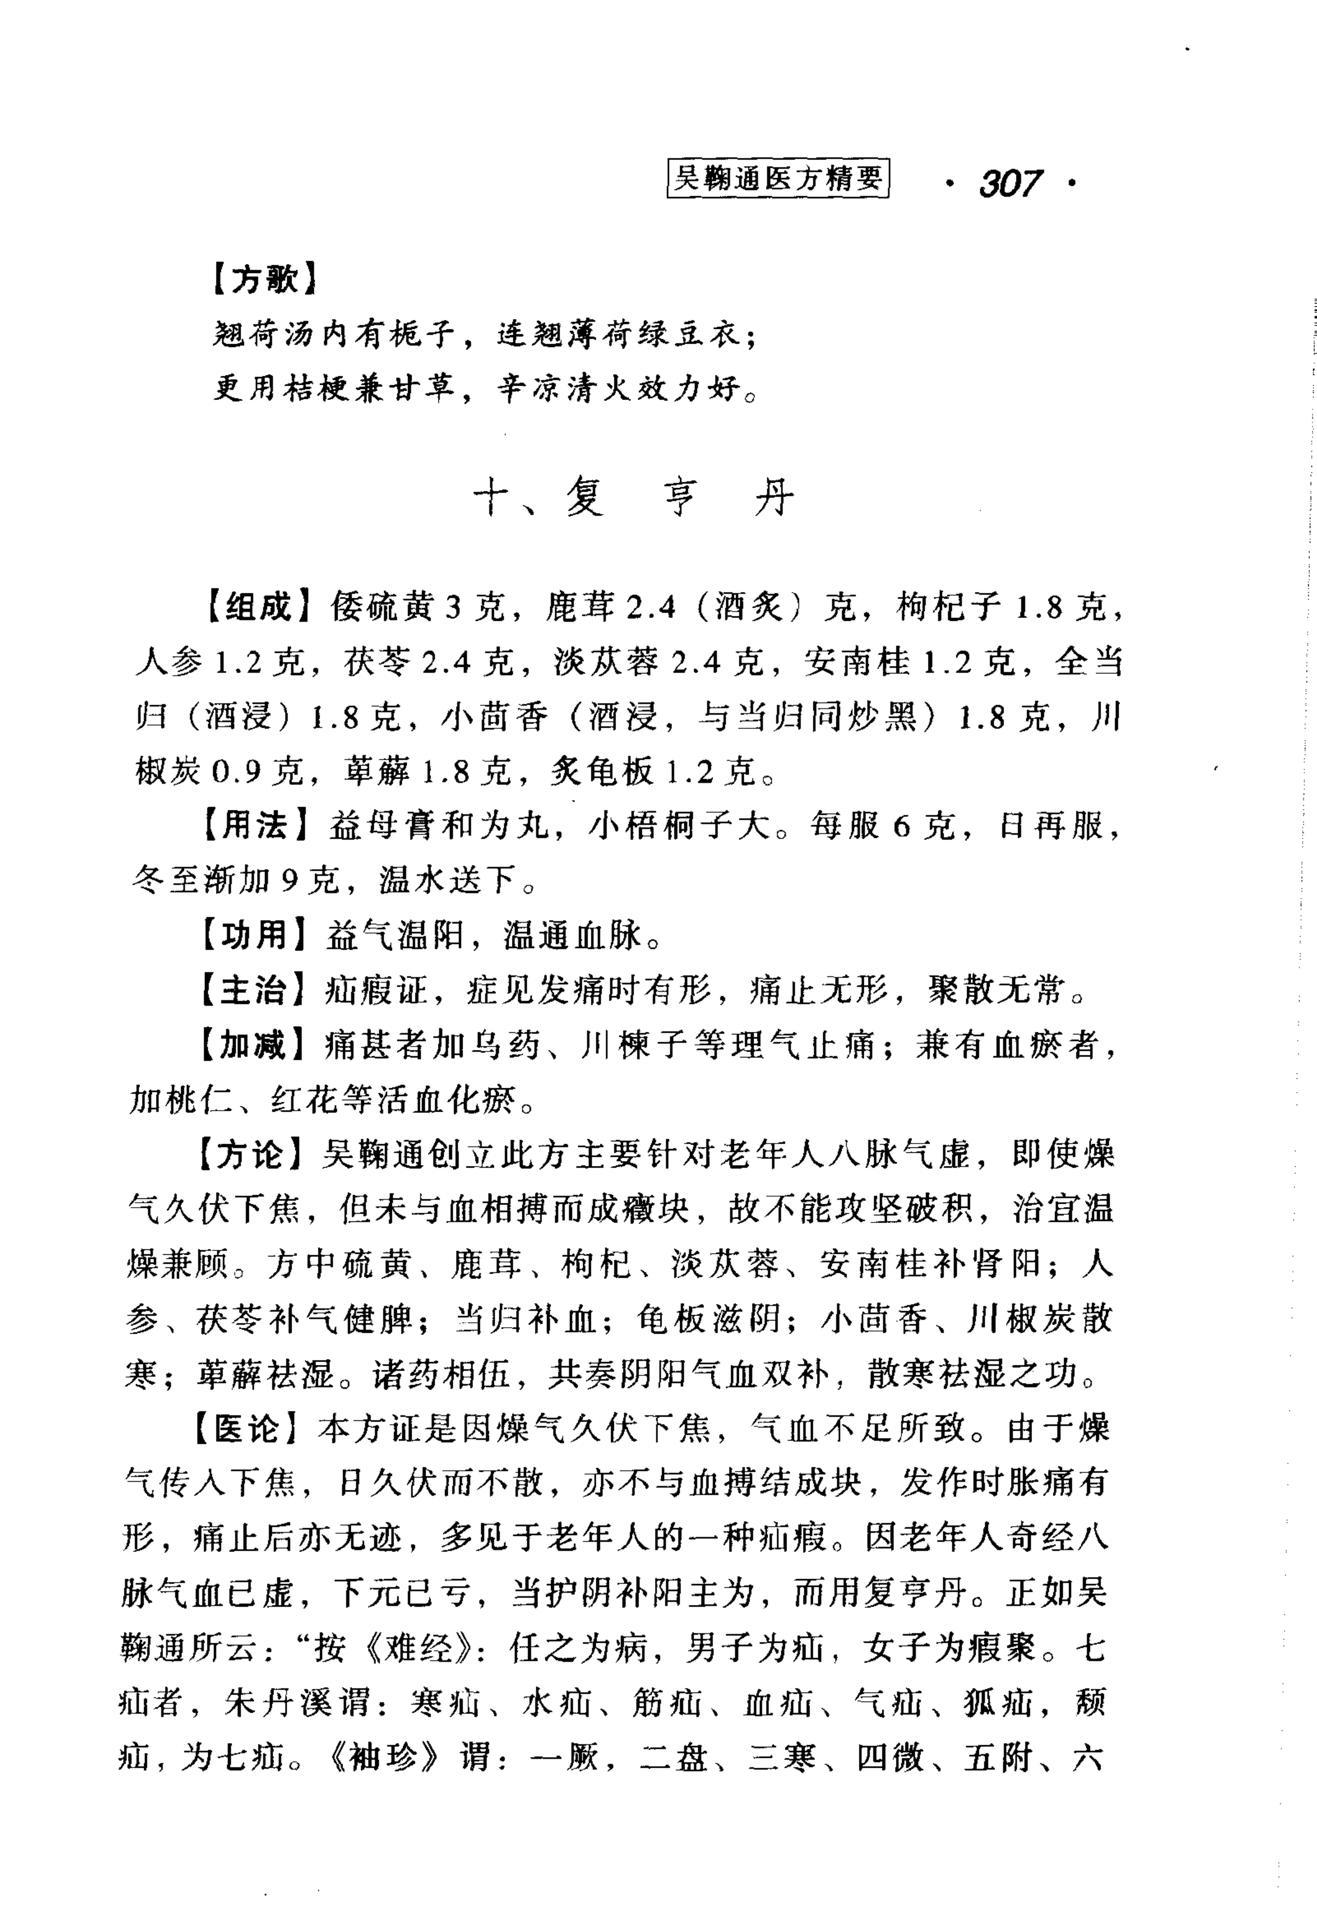 吴鞠通医方精要 · 307 ·
【方歌】
翘荷汤内有栀子，连翘薄荷绿豆衣；
更用桔梗兼甘草，辛凉清火效力好。
十、复亨丹
【组成】倭硫黄3克，鹿茸2.4（酒炙）克，枸杞子1.8克，
人参1.2克，茯苓2.4克，淡苁蓉2.4克，安南桂1.2克，全当
归（酒浸）1.8克，小茴香（酒浸，与当归同炒黑）1.8克，川
椒炭0.9克，萆薢1.8克，炙龟板1.2克。
【用法】益母膏和为丸，小梧桐子大。每服6克，日再服，
冬至渐加9克，温水送下。
【功用】益气温阳，温通血脉。
【主治】疝瘕证，症见发痛时有形，痛止无形，聚散无常。
【加减】痛甚者加乌药、川楝子等理气止痛；兼有血瘀者，
加桃仁、红花等活血化瘀。
【方论】吴鞠通创立此方主要针对老年人八脉气虚，即使燥
气久伏下焦，但未与血相搏而成癥块，故不能攻坚破积，治宜温
燥兼顾。方中硫黄、鹿茸、枸杞、淡苁蓉、安南桂补肾阳；人
参、茯苓补气健脾；当归补血；龟板滋阴；小茴香、川椒炭散
寒；萆薢祛湿。诸药相伍，共奏阴阳气血双补，散寒祛湿之功。
【医论】本方证是因燥气久伏下焦，气血不足所致。由于燥
气传入下焦，日久伏而不散，亦不与血搏结成块，发作时胀痛有
形，痛止后亦无迹，多见于老年人的一种疝瘕。因老年人奇经八
脉气血已虚，下元已亏，当护阴补阳主为，而用复亨丹。正如吴
鞠通所云：“按《难经》：任之为病，男子为疝，女子为瘕聚。七
疝者，朱丹溪谓：寒疝、水疝、筋疝、血疝、气疝、狐疝，㿗
疝，为七疝。《袖珍》谓：一厥，二盘、三寒、四微、五附、六